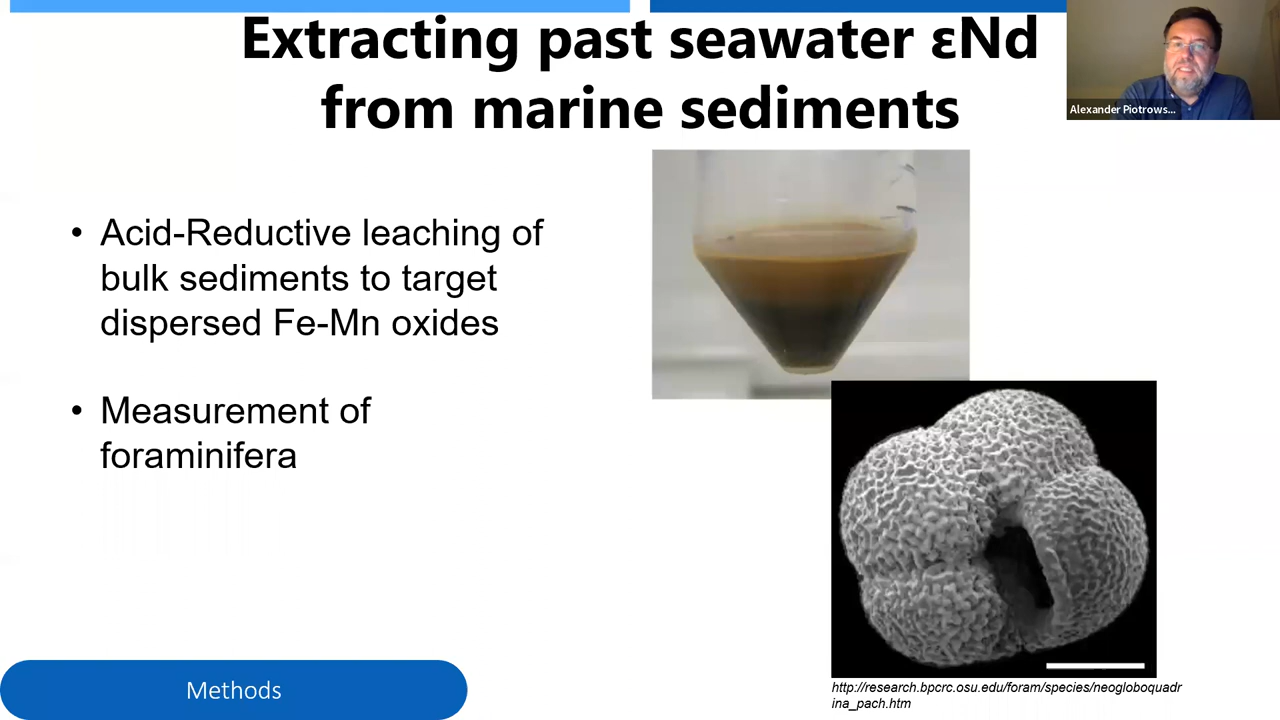 Extracting past seawater εNd
from marine sediments
Alexander Piotrows...
• Acid-Reductive leaching of
bulk sediments to target
dispersed Fe-Mn oxides
• Measurement of
foraminifera
http://research.bpcrc.osu.edu/foram/species/neogloboquadr
ina_pach.htm
Methods